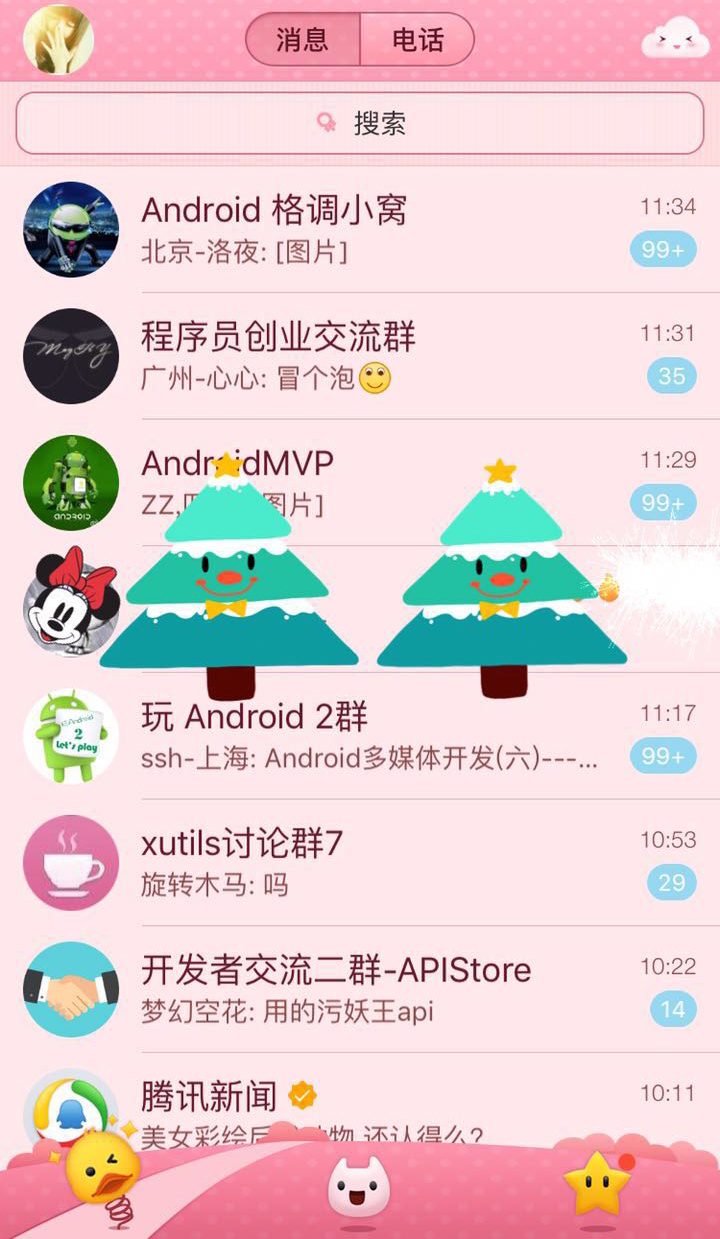 消息
电话
搜索
Android 格调小窝
11:34
北京-洛夜: [图片]
99+
程序员创业交流群
11:31
广州-心心: 冒个泡
35
AndroidMVP
11:29
ZZ,
图片]
99+
android
玩 Android 2群
11:17
ssh-上海: Android多媒体开发(六)---...
99+
2
Let's play
xutils讨论群7
10:53
旋转木马: 吗
29
开发者交流二群-APIStore
10:22
梦幻空花: 用的污妖王api
14
腾讯新闻
10:11
美女彩绘后
物,还认得么?